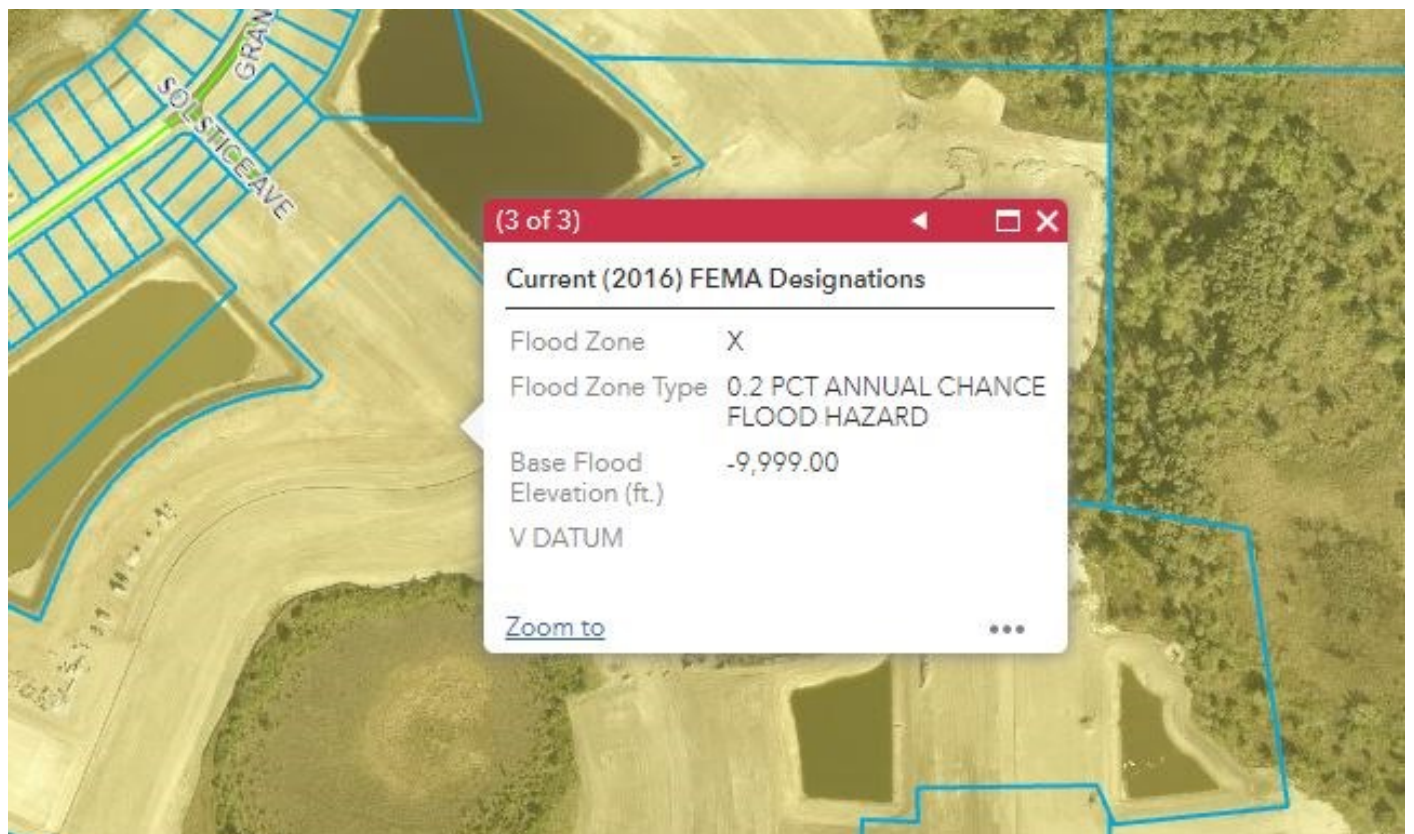 GRAN
SOLSTICE AVE
(3 of 3)
Current (2016) FEMA Designations
Flood Zone X
Flood Zone Type 0.2 PCT ANNUAL CHANCE
FLOOD HAZARD
Base Flood -9,999.00
Elevation (ft.)
V DATUM
Zoom to